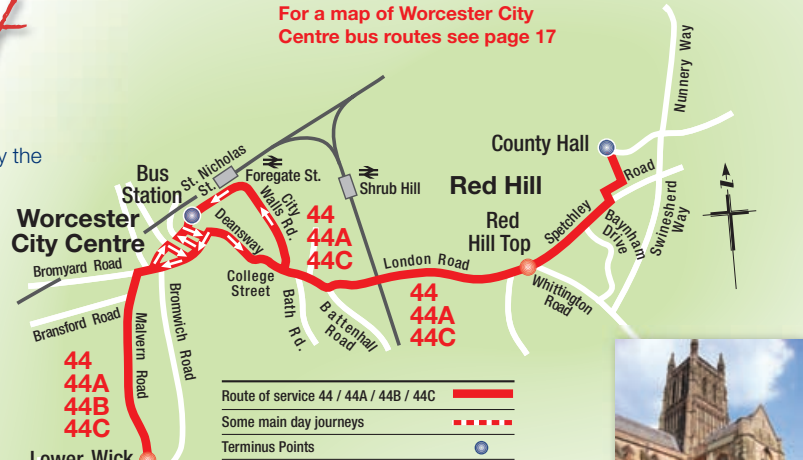 For a map of Worcester City
Centre bus routes see page 17
y the
Nunnery Way
County Hall
St. Nicholas
St.
Foregate St.
Shrub Hill
Red Hill
Road
Bus
Station
City
Walls Rd.
Worcester
City Centre
Deansway
44
44A
44C
Red
Hill Top
Spetchley
Baynham
Drive
Swinesherd
Way
N
Bromyard Road
College
Street
London Road
Whittington
Road
Bransford Road
Malvern Road
Bromwich Road
Bath Rd.
Battenhall
Road
44
44A
44C
44
44A
44B
44C
Route of service 44 / 44A / 44B / 44C
Some main day journeys
Terminus Points
Lower Wick